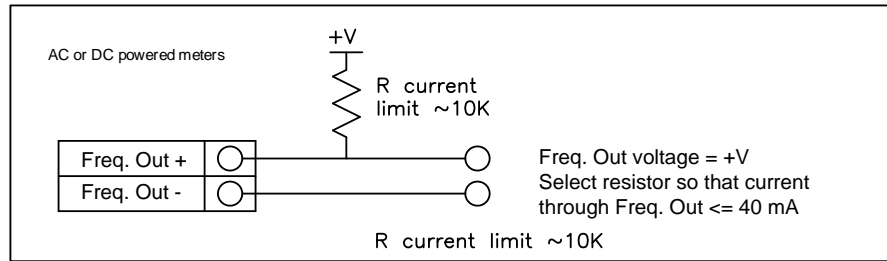 +V
AC or DC powered meters
R current
limit ~10K
Freq. Out +
Freq. Out -
Freq. Out voltage = +V
Select resistor so that current
through Freq. Out <= 40 mA
R current limit ~10K